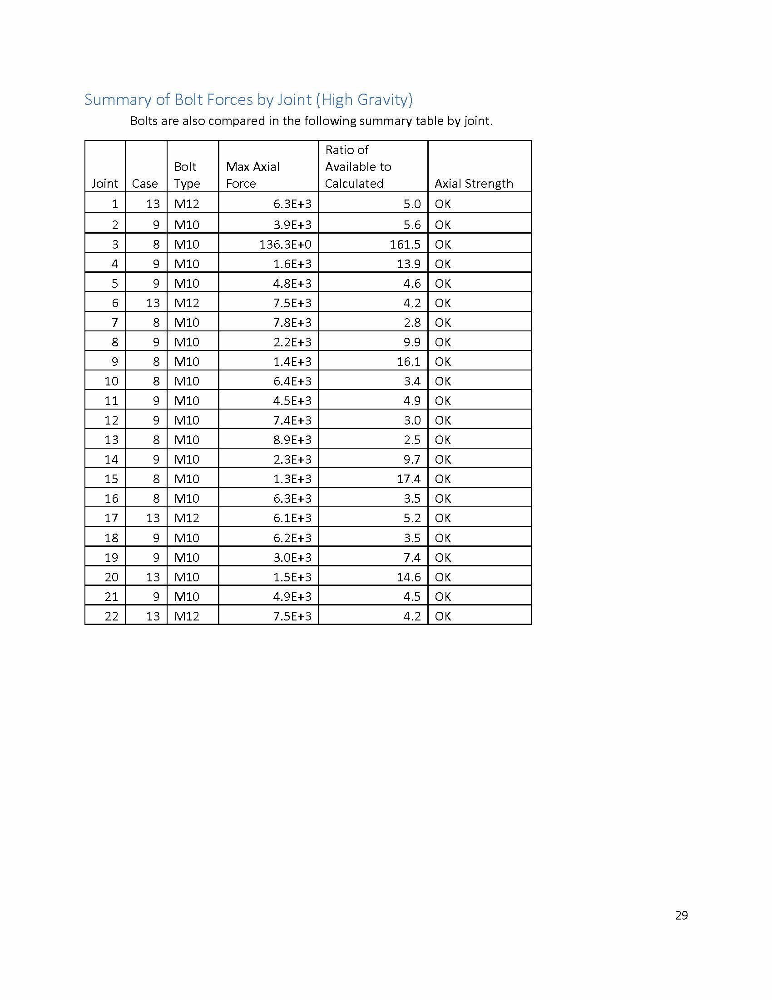 Summary of Bolt Forces by Joint (High Gravity)
Bolts are also compared in the following summary table by joint.
Joint Case Bolt Type Max Axial Force Ratio of Available to Calculated Axial Strength
1 13 M12 6.3E+3 5.0 OK
2 9 M10 3.9E+3 5.6 OK
3 8 M10 136.3E+0 161.5 OK
4 9 M10 1.6E+3 13.9 OK
5 9 M10 4.8E+3 4.6 OK
6 13 M12 7.5E+3 4.2 OK
7 8 M10 7.8E+3 2.8 OK
8 9 M10 2.2E+3 9.9 OK
9 8 M10 1.4E+3 16.1 OK
10 8 M10 6.4E+3 3.4 OK
11 9 M10 4.5E+3 4.9 OK
12 9 M10 7.4E+3 3.0 OK
13 8 M10 8.9E+3 2.5 OK
14 9 M10 2.3E+3 9.7 OK
15 8 M10 1.3E+3 17.4 OK
16 8 M10 6.3E+3 3.5 OK
17 13 M12 6.1E+3 5.2 OK
18 9 M10 6.2E+3 3.5 OK
19 9 M10 3.0E+3 7.4 OK
20 13 M10 1.5E+3 14.6 OK
21 9 M10 4.9E+3 4.5 OK
22 13 M12 7.5E+3 4.2 OK
29